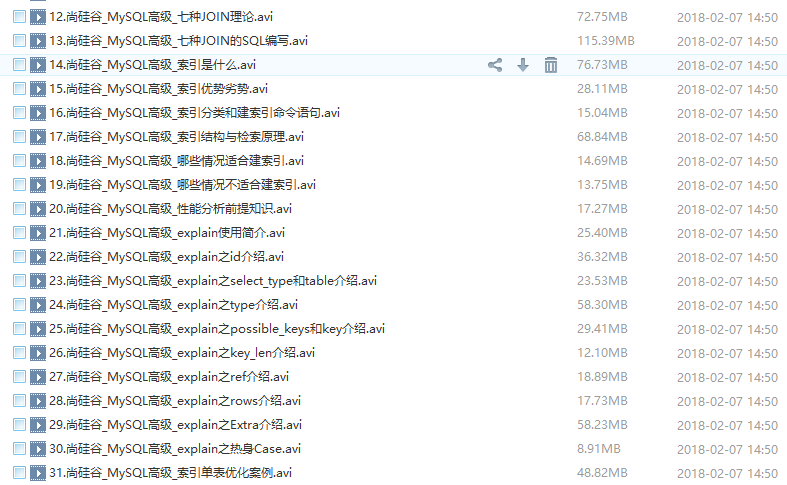 12.尚硅谷_MySQL高级_七种JOIN理论.avi 72.75MB 2018-02-07 14:50
13.尚硅谷_MySQL高级_七种JOIN的SQL编写.avi 115.39MB 2018-02-07 14:50
14.尚硅谷_MySQL高级_索引是什么.avi 76.73MB 2018-02-07 14:50
15.尚硅谷_MySQL高级_索引优势劣势.avi 28.11MB 2018-02-07 14:50
16.尚硅谷_MySQL高级_索引分类和建索引命令语句.avi 15.04MB 2018-02-07 14:50
17.尚硅谷_MySQL高级_索引结构与检索原理.avi 68.84MB 2018-02-07 14:50
18.尚硅谷_MySQL高级_哪些情况适合建索引.avi 14.69MB 2018-02-07 14:50
19.尚硅谷_MySQL高级_哪些情况不适合建索引.avi 13.75MB 2018-02-07 14:50
20.尚硅谷_MySQL高级_性能分析前提知识.avi 17.27MB 2018-02-07 14:50
21.尚硅谷_MySQL高级_explain使用简介.avi 25.40MB 2018-02-07 14:50
22.尚硅谷_MySQL高级_explain之id介绍.avi 36.32MB 2018-02-07 14:50
23.尚硅谷_MySQL高级_explain之select_type和table介绍.avi 23.53MB 2018-02-07 14:50
24.尚硅谷_MySQL高级_explain之type介绍.avi 58.30MB 2018-02-07 14:50
25.尚硅谷_MySQL高级_explain之possible_keys和key介绍.avi 29.41MB 2018-02-07 14:50
26.尚硅谷_MySQL高级_explain之key_len介绍.avi 12.10MB 2018-02-07 14:50
27.尚硅谷_MySQL高级_explain之ref介绍.avi 18.89MB 2018-02-07 14:50
28.尚硅谷_MySQL高级_explain之rows介绍.avi 17.73MB 2018-02-07 14:50
29.尚硅谷_MySQL高级_explain之Extra介绍.avi 58.23MB 2018-02-07 14:50
30.尚硅谷_MySQL高级_explain之热身Case.avi 8.91MB 2018-02-07 14:50
31.尚硅谷_MySQL高级_索引单表优化案例.avi 48.82MB 2018-02-07 14:50